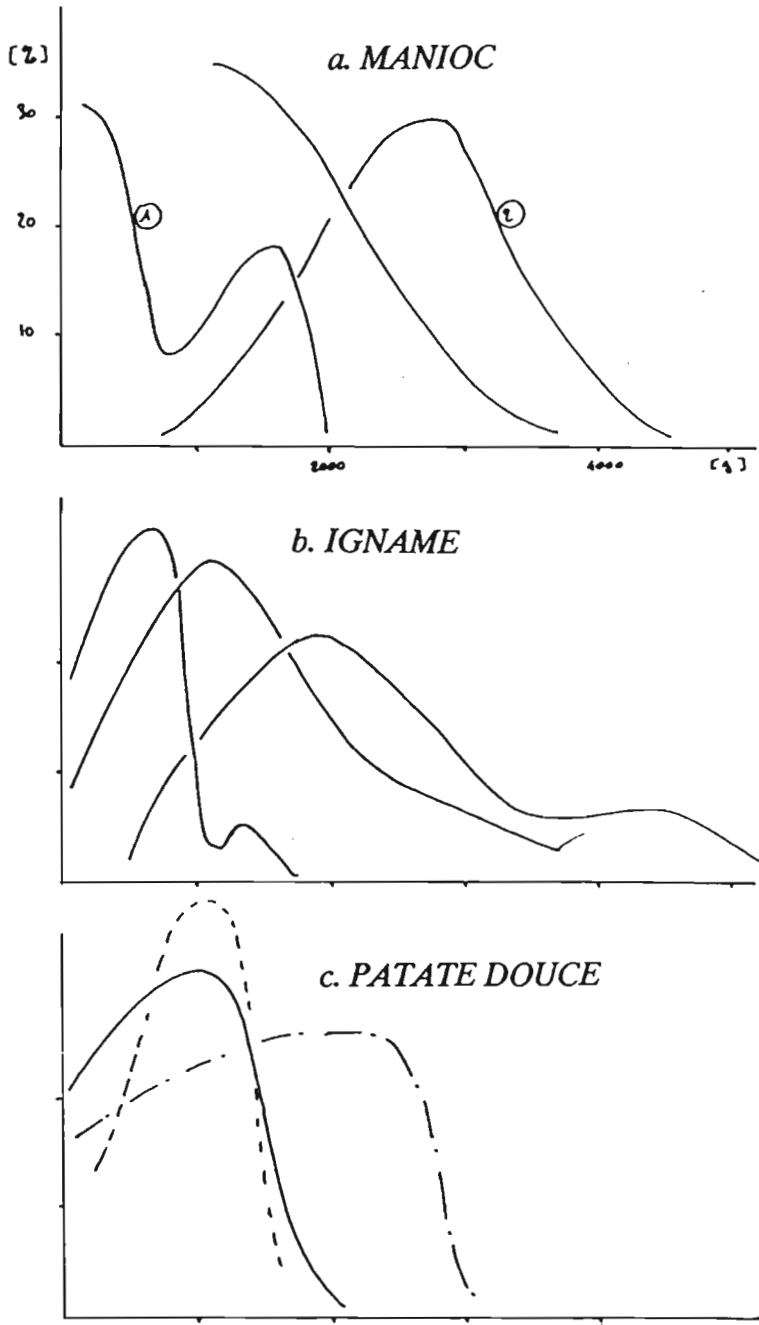 [%]
a. MANIOC
30
20
10
1
2
2000
4000
[g]
b. IGNAME
c. PATATE DOUCE